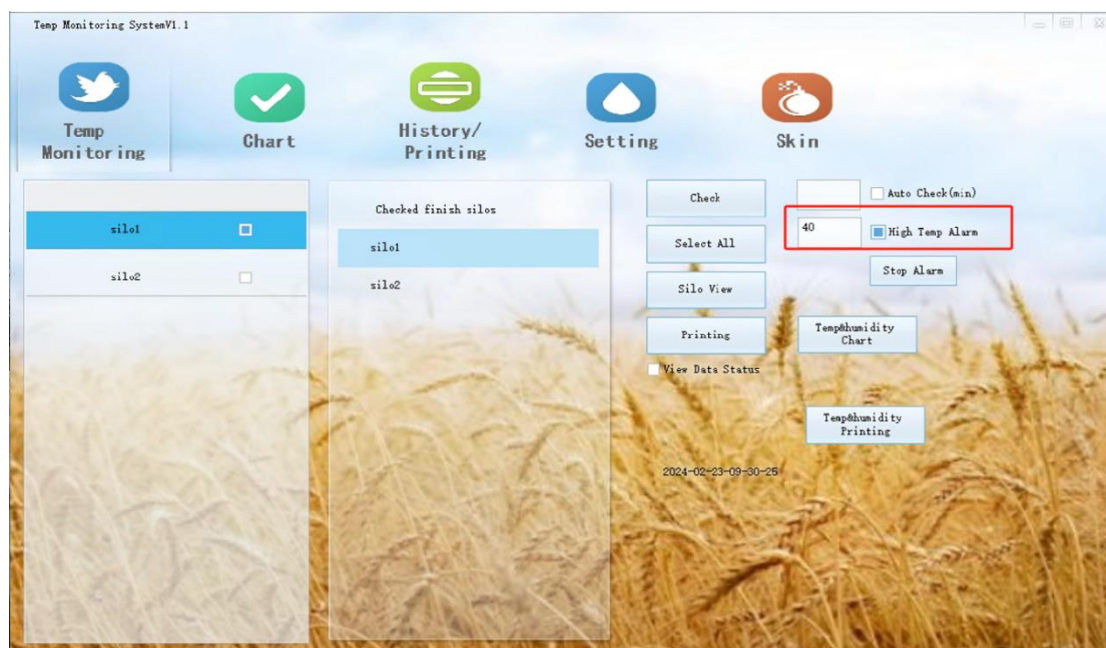 Temp Monitoring SystemV1.1
Temp
Monitoring
Chart
History/
Printing
Setting
Skin
silo1
silo2
Checked finish silos
silo1
silo2
Check
Select All
Silo View
Printing
View Data Status
Auto Check(min)
40
High Temp Alarm
Stop Alarm
Temp&humidity
Chart
Temp&humidity
Printing
2024-02-23-09-30-25